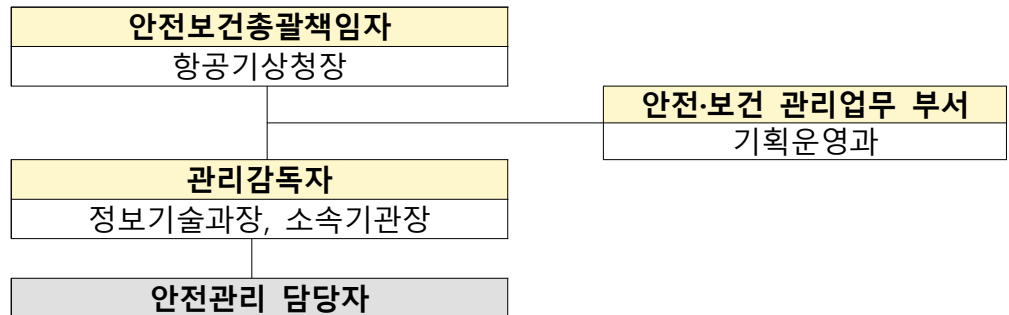 안전보건총괄책임자
항공기상청장
안전·보건 관리업무 부서
기획운영과
관리감독자
정보기술과장, 소속기관장
안전관리 담당자